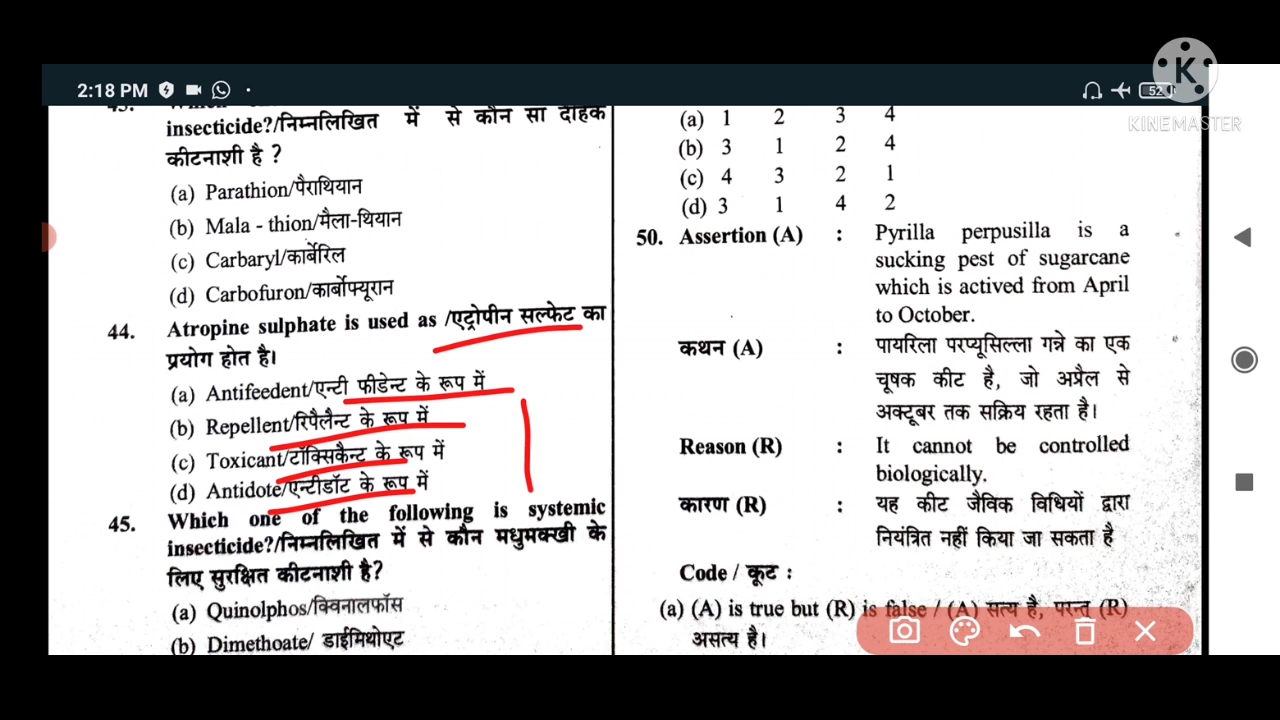 2:18 PM
52
KINEMASTER
insecticide?/निम्नलिखित में से कौन सा दैहिक
कीटनाशी है ?
(a) Parathion/पैराथियान
(b) Mala - thion/मैला-थियान
(c) Carbaryl/कार्बेरिल
(d) Carbofuron/कार्बोफ्यूरान
44. Atropine sulphate is used as /एट्रोपीन सल्फेट का
प्रयोग होत है।
(a) Antifeedent/एन्टी फीडेन्ट के रूप में
(b) Repellent/रिपैलैन्ट के रूप में
(c) Toxicant/टॉक्सिकैन्ट के रूप में
(d) Antidote/एन्टीडॉट के रूप में
45. Which one of the following is systemic
insecticide?/निम्नलिखित में से कौन मधुमक्खी के
लिए सुरक्षित कीटनाशी है?
(a) Quinolphos/क्विनालफॉस
(b) Dimethoate/ डाईमिथोएट
(a) 1 2 3 4
(b) 3 1 2 4
(c) 4 3 2 1
(d) 3 1 4 2
50. Assertion (A) : Pyrilla perpusilla is a
sucking pest of sugarcane
which is actived from April
to October.
कथन (A) : पायरिला परप्यूसिल्ला गन्ने का एक
चूषक कीट है, जो अप्रैल से
अक्टूबर तक सक्रिय रहता है।
Reason (R) : It cannot be controlled
biologically.
कारण (R) : यह कीट जैविक विधियों द्वारा
नियंत्रित नहीं किया जा सकता है
Code / कूट :
(a) (A) is true but (R) is false / (A) सत्य है, परन्तु (R)
असत्य है।